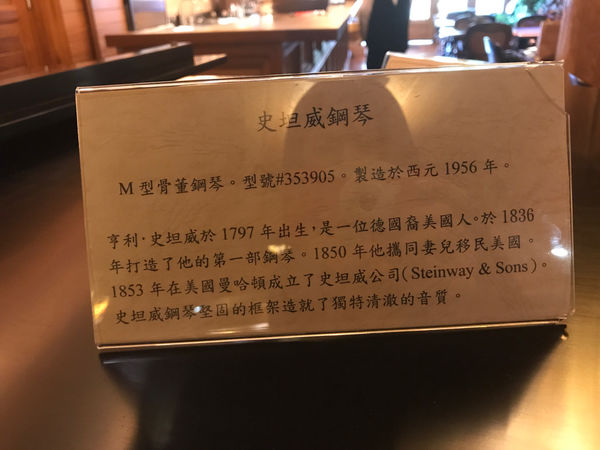 史坦威鋼琴
M 型骨董鋼琴。型號#353905。製造於西元 1956 年。
亨利·史坦威於 1797 年出生，是一位德國裔美國人。於 1836
年打造了他的第一部鋼琴。1850 年他攜同妻兒移民美國。
1853 年在美國曼哈頓成立了史坦威公司(Steinway & Sons)。
史坦威鋼琴堅固的框架造就了獨特清澈的音質。